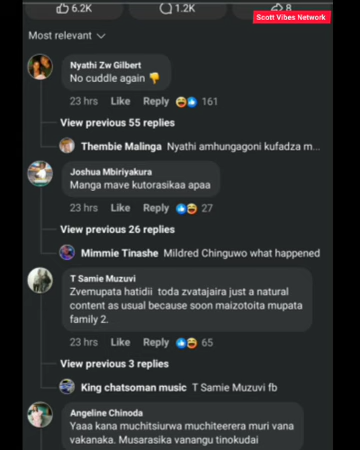 6.2K 1.2K 8
Scott Vibes Network
Most relevant
Nyathi Zw Gilbert
No cuddle again 👎
23 hrs Like Reply 161
View previous 55 replies
Thembie Malinga Nyathi amhungagoni kufadza m...
Joshua Mbiriyakura
Manga mave kutorasikaa apaa
23 hrs Like Reply 27
View previous 26 replies
Mimmie Tinashe Mildred Chinguwo what happened
T Samie Muzuvi
Zvemupata hatidii toda zvatajaira just a natural
content as usual because soon maizotoita mupata
family 2.
23 hrs Like Reply 65
View previous 3 replies
King chatsoman music T Samie Muzuvi fb
Angeline Chinoda
Yaaa kana muchitsiurwa muchiteerera muri vana
vakanaka. Musarasika vanangu tinokudai